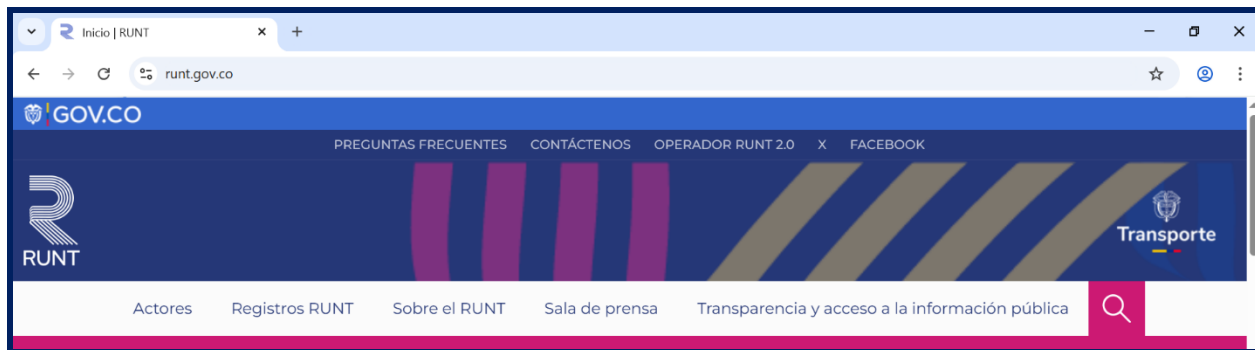 Inicio | RUNT
runt.gov.co
GOV.CO
PREGUNTAS FRECUENTES CONTÁCTENOS OPERADOR RUNT 2.0 X FACEBOOK
RUNT
Transporte
Actores Registros RUNT Sobre el RUNT Sala de prensa Transparencia y acceso a la información pública